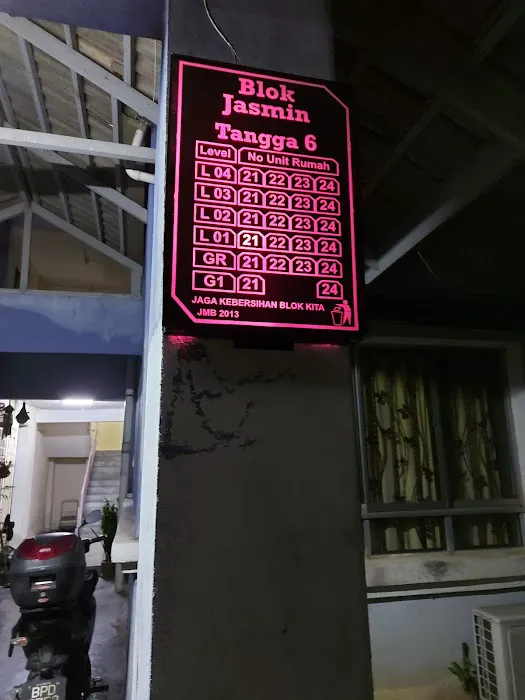 Blok
Jasmin
Tangga 6
Level No Unit Rumah
L 04 21 22 23 24
L 03 21 22 23 24
L 02 21 22 23 24
L 01 21 22 23 24
GR 21 22 23 24
G1 21 24
JAGA KEBERSIHAN BLOK KITA
JMB 2013
BPD